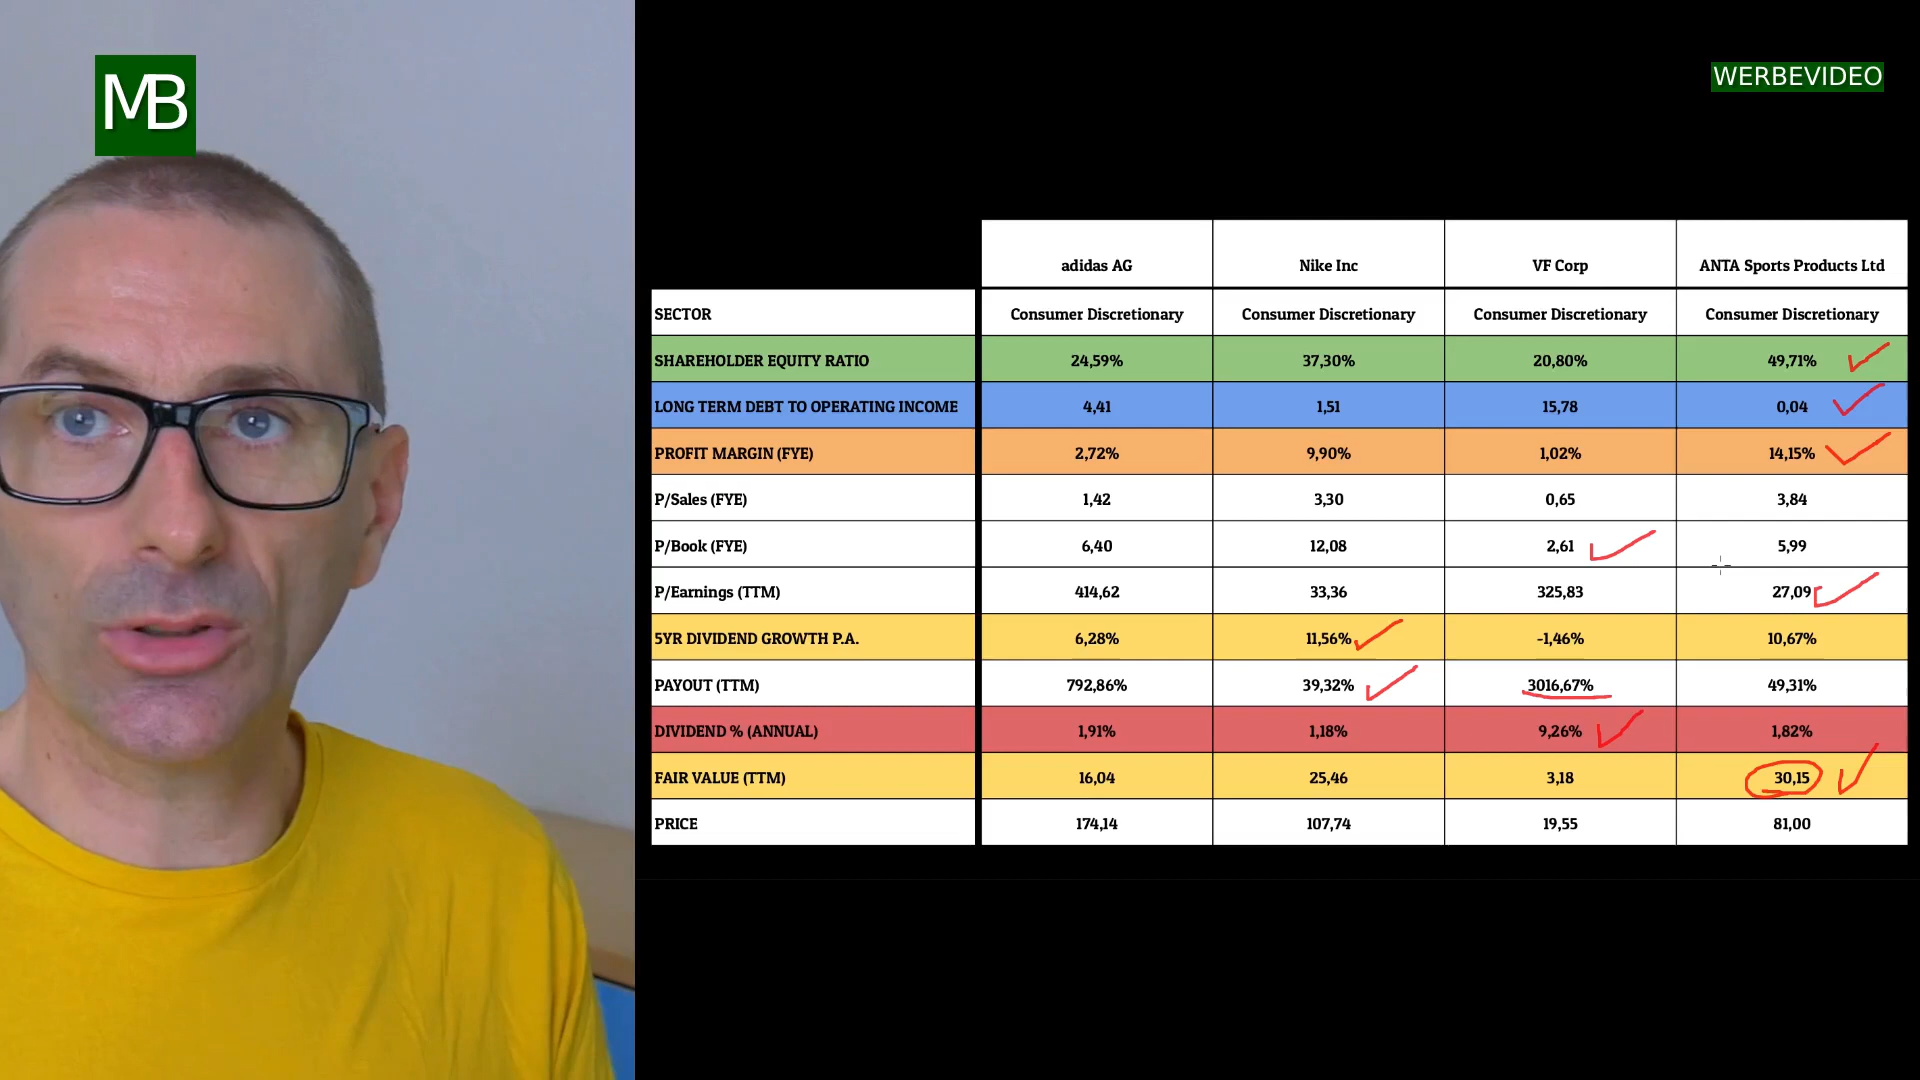 MB
WERBEVIDEO
adidas AG Nike Inc VF Corp ANTA Sports Products Ltd
SECTOR Consumer Discretionary Consumer Discretionary Consumer Discretionary Consumer Discretionary
SHAREHOLDER EQUITY RATIO 24,59% 37,30% 20,80% 49,71%
LONG TERM DEBT TO OPERATING INCOME 4,41 1,51 15,78 0,04
PROFIT MARGIN (FYE) 2,72% 9,90% 1,02% 14,15%
P/Sales (FYE) 1,42 3,30 0,65 3,84
P/Book (FYE) 6,40 12,08 2,61 5,99
P/Earnings (TTM) 414,62 33,36 325,83 27,09
5YR DIVIDEND GROWTH P.A. 6,28% 11,56% -1,46% 10,67%
PAYOUT (TTM) 792,86% 39,32% 3016,67% 49,31%
DIVIDEND % (ANNUAL) 1,91% 1,18% 9,26% 1,82%
FAIR VALUE (TTM) 16,04 25,46 3,18 30,15
PRICE 174,14 107,74 19,55 81,00